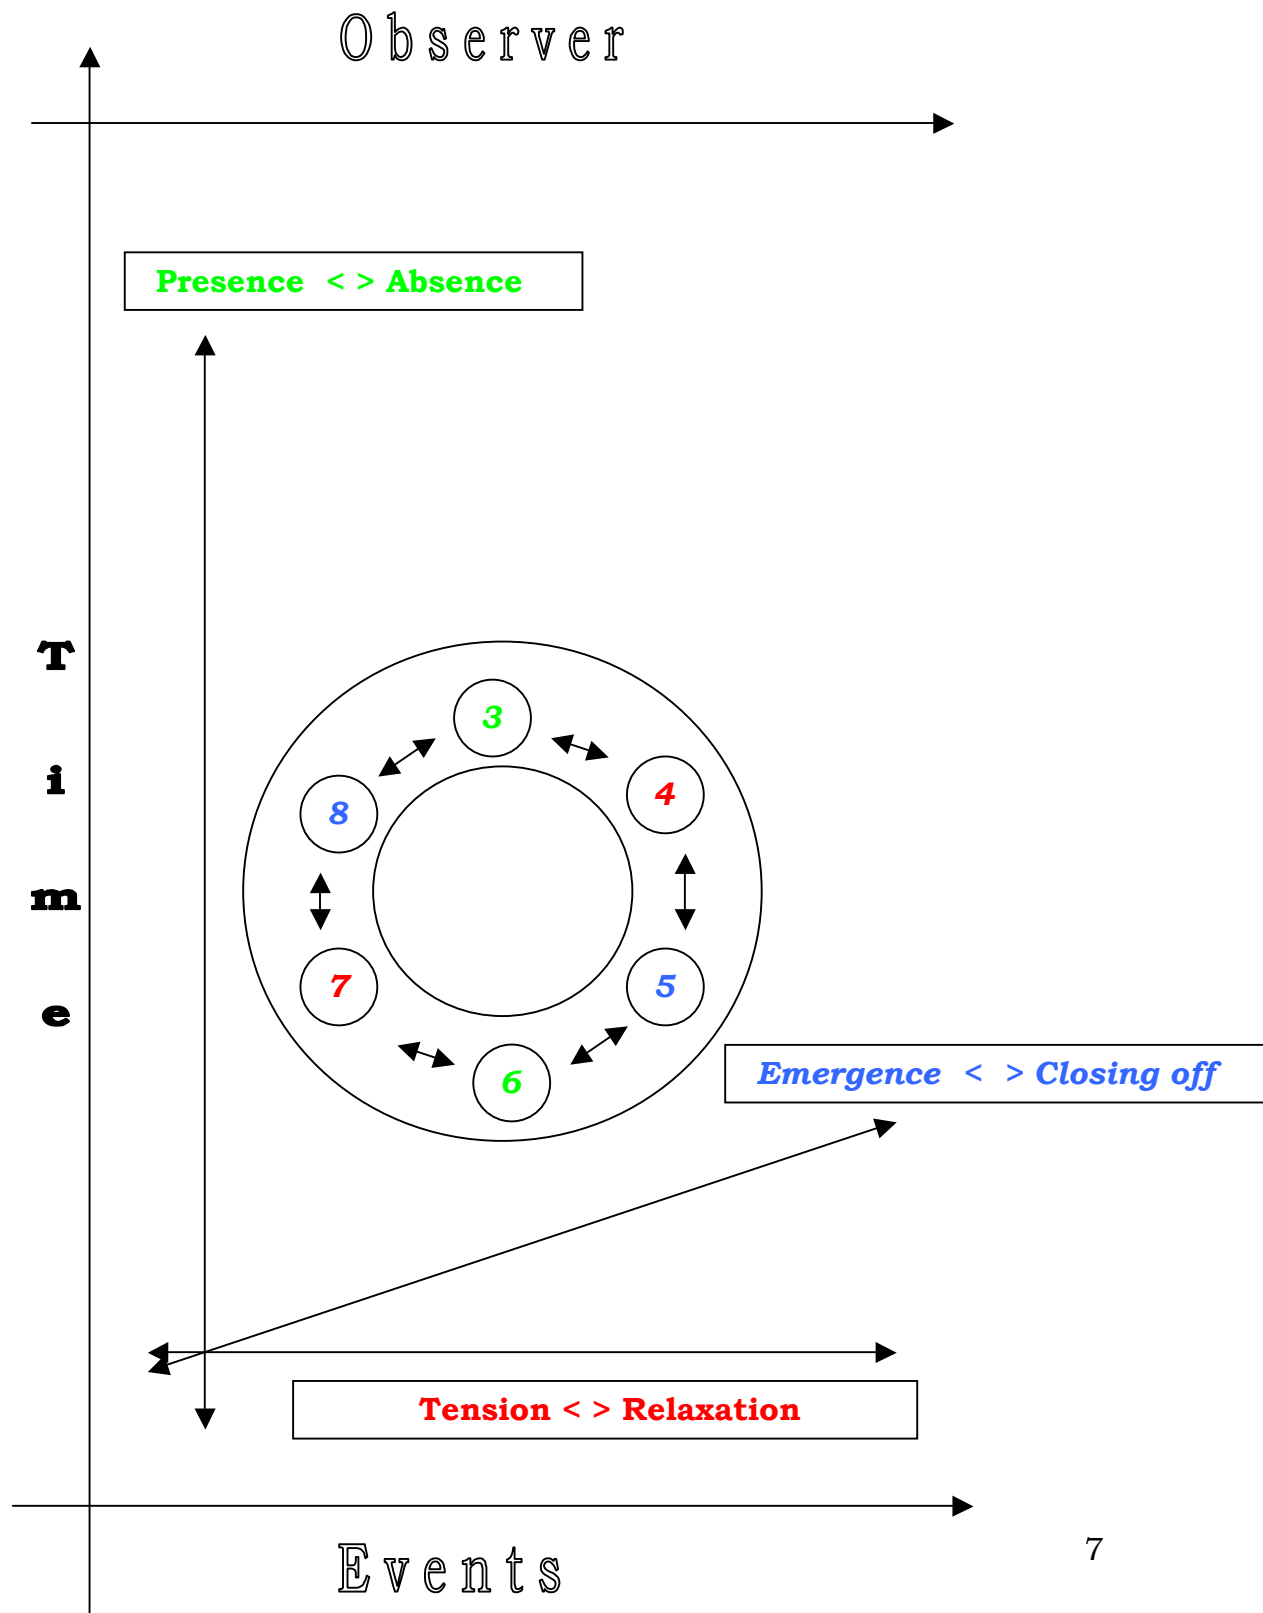 Observer
Presence < > Absence
T
i
m
e
3
4
8
7
5
6
Emergence < > Closing off
Tension < > Relaxation
Events
7